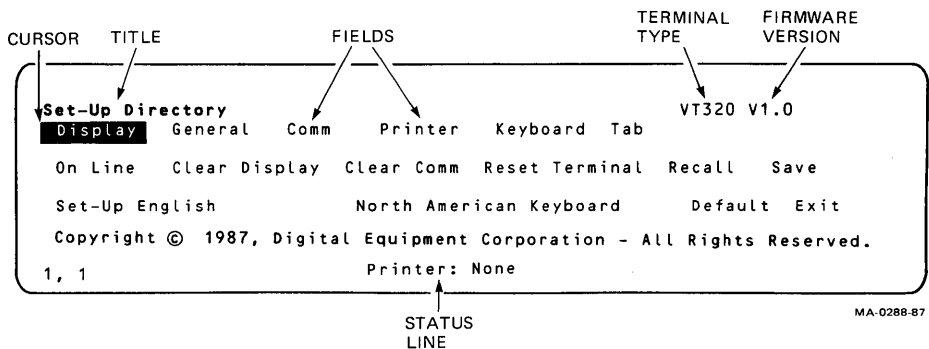 TERMINAL TYPE
FIRMWARE VERSION
CURSOR TITLE FIELDS
Set-Up Directory VT320 V1.0
Display General Comm Printer Keyboard Tab
On Line Clear Display Clear Comm Reset Terminal Recall Save
Set-Up English North American Keyboard Default Exit
Copyright © 1987, Digital Equipment Corporation – All Rights Reserved.
1, 1 Printer: None
MA-0288-87
STATUS
LINE